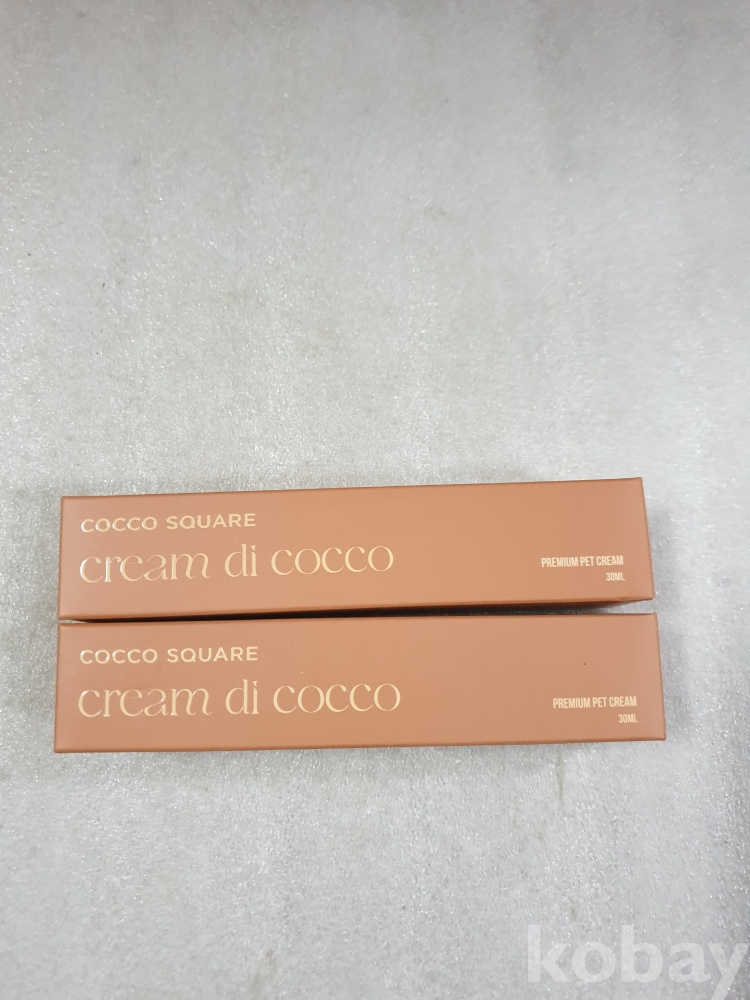 COCCO SQUARE
cream di cocco
PREMIUM PET CREAM
30ML
COCCO SQUARE
cream di cocco
PREMIUM PET CREAM
30ML
kobay